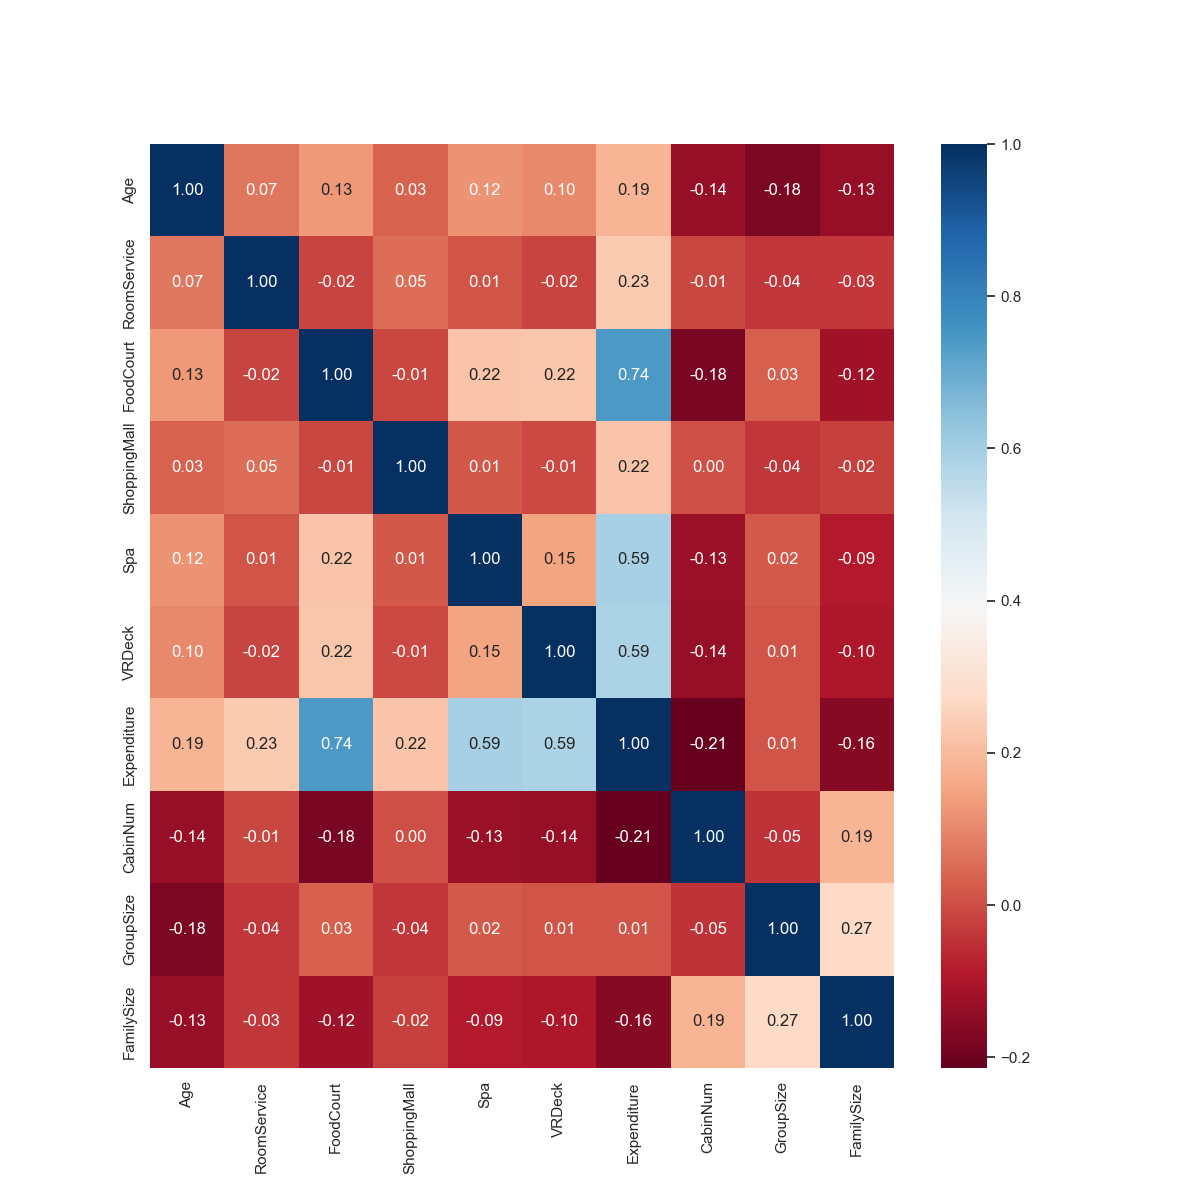 Age 1.00 0.07 0.13 0.03 0.12 0.10 0.19 -0.14 -0.18 -0.13
RoomService 0.07 1.00 -0.02 0.05 0.01 -0.02 0.23 -0.01 -0.04 -0.03
FoodCourt 0.13 -0.02 1.00 -0.01 0.22 0.22 0.74 -0.18 0.03 -0.12
ShoppingMall 0.03 0.05 -0.01 1.00 0.01 -0.01 0.22 0.00 -0.04 -0.02
Spa 0.12 0.01 0.22 0.01 1.00 0.15 0.59 -0.13 0.02 -0.09
VRDeck 0.10 -0.02 0.22 -0.01 0.15 1.00 0.59 -0.14 0.01 -0.10
Expenditure 0.19 0.23 0.74 0.22 0.59 0.59 1.00 -0.21 0.01 -0.16
CabinNum -0.14 -0.01 -0.18 0.00 -0.13 -0.14 -0.21 1.00 -0.05 0.19
GroupSize -0.18 -0.04 0.03 -0.04 0.02 0.01 0.01 -0.05 1.00 0.27
FamilySize -0.13 -0.03 -0.12 -0.02 -0.09 -0.10 -0.16 0.19 0.27 1.00
Age RoomService FoodCourt ShoppingMall Spa VRDeck Expenditure CabinNum GroupSize FamilySize
1.0
0.8
0.6
0.4
0.2
0.0
−0.2